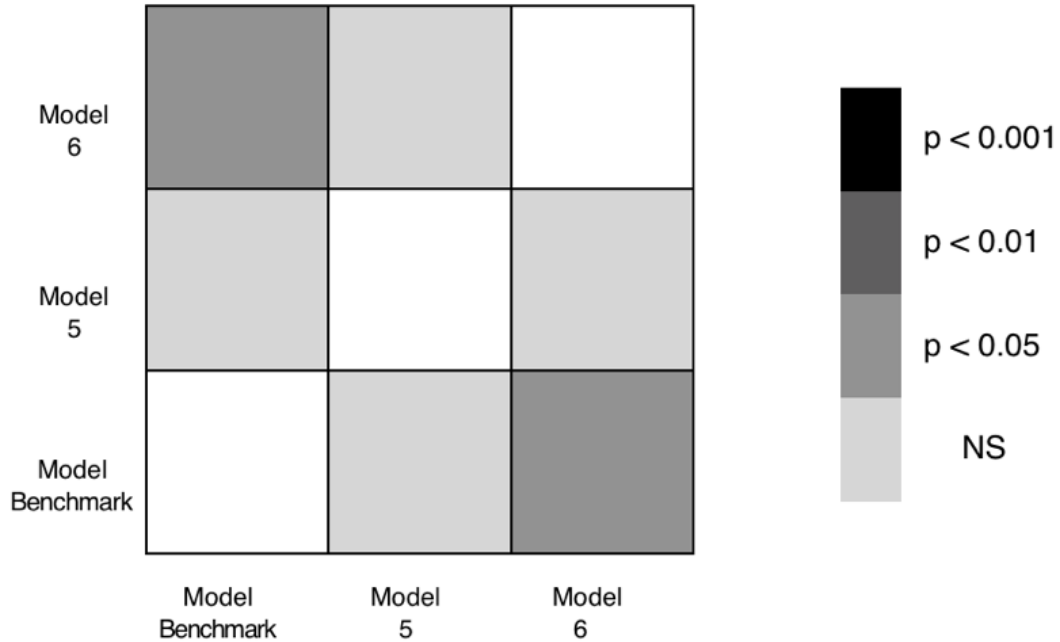 Model
6
Model
5
Model
Benchmark
Model
Benchmark
Model
5
Model
6
p < 0.001
p < 0.01
p < 0.05
NS